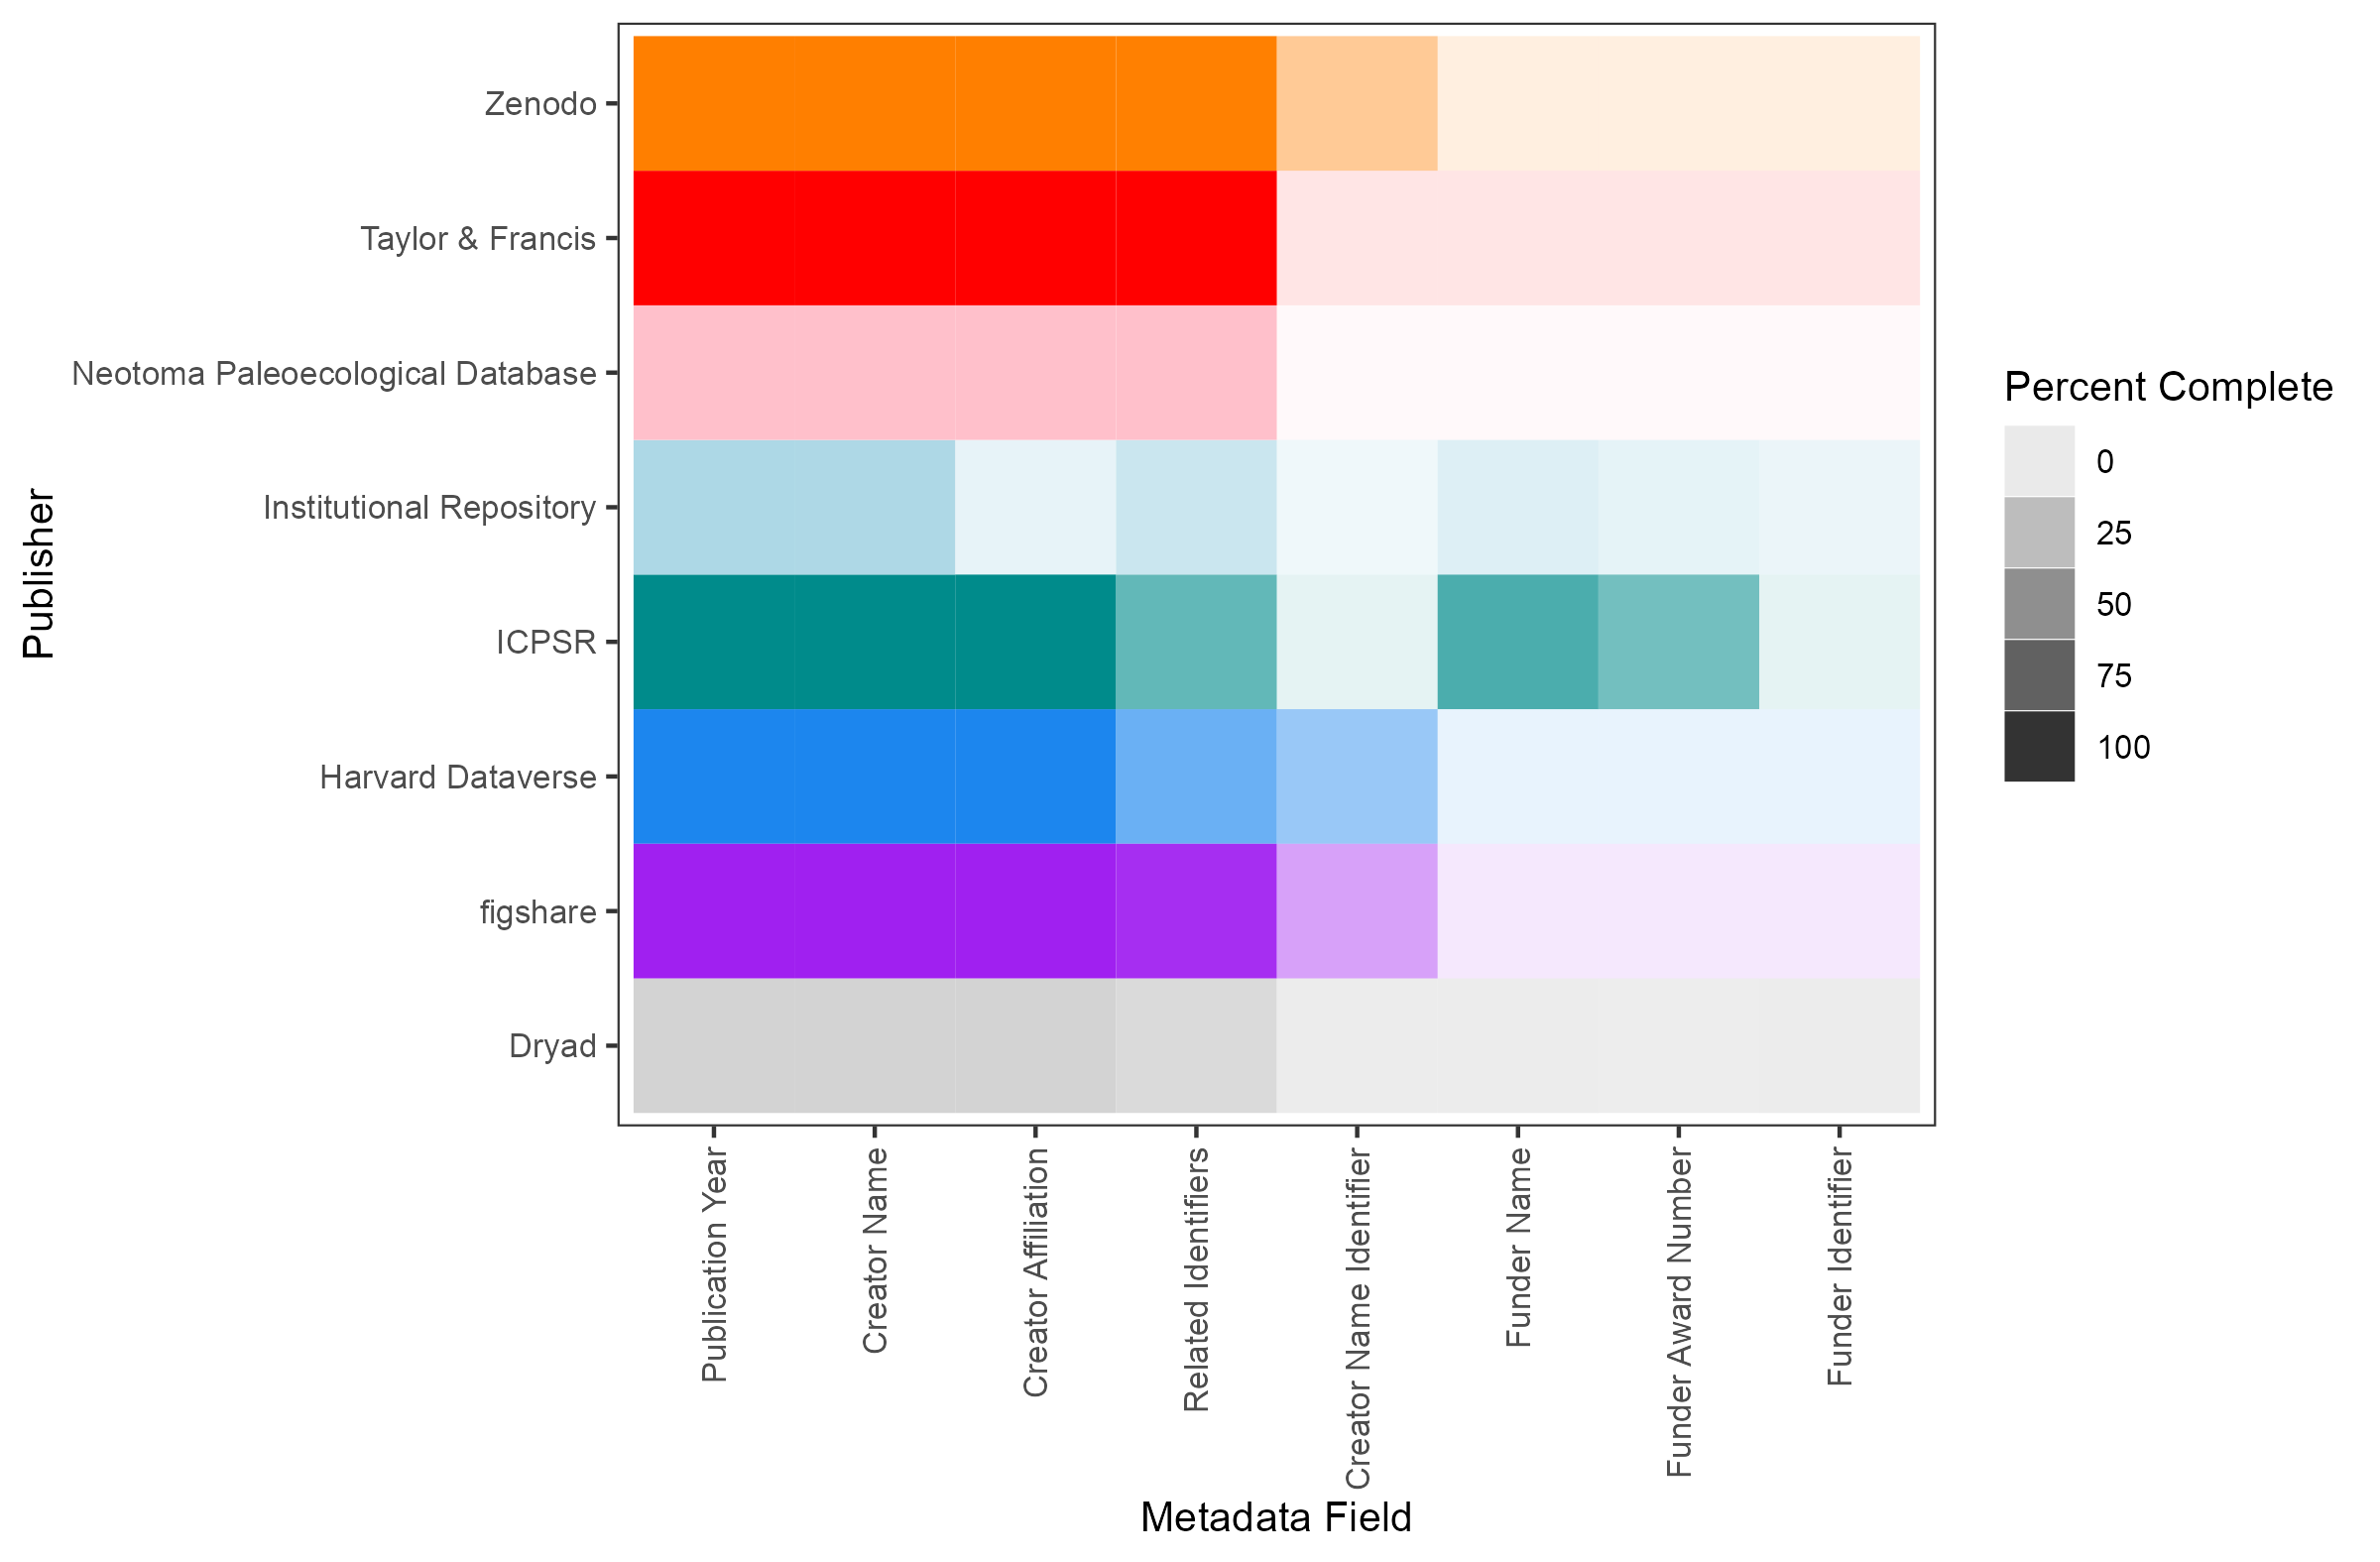 Publisher
Zenodo
Taylor & Francis
Neotoma Paleoecological Database
Institutional Repository
ICPSR
Harvard Dataverse
figshare
Dryad
Publication Year
Creator Name
Creator Affiliation
Related Identifiers
Creator Name Identifier
Funder Name
Funder Award Number
Funder Identifier
Metadata Field
Percent Complete
0
25
50
75
100